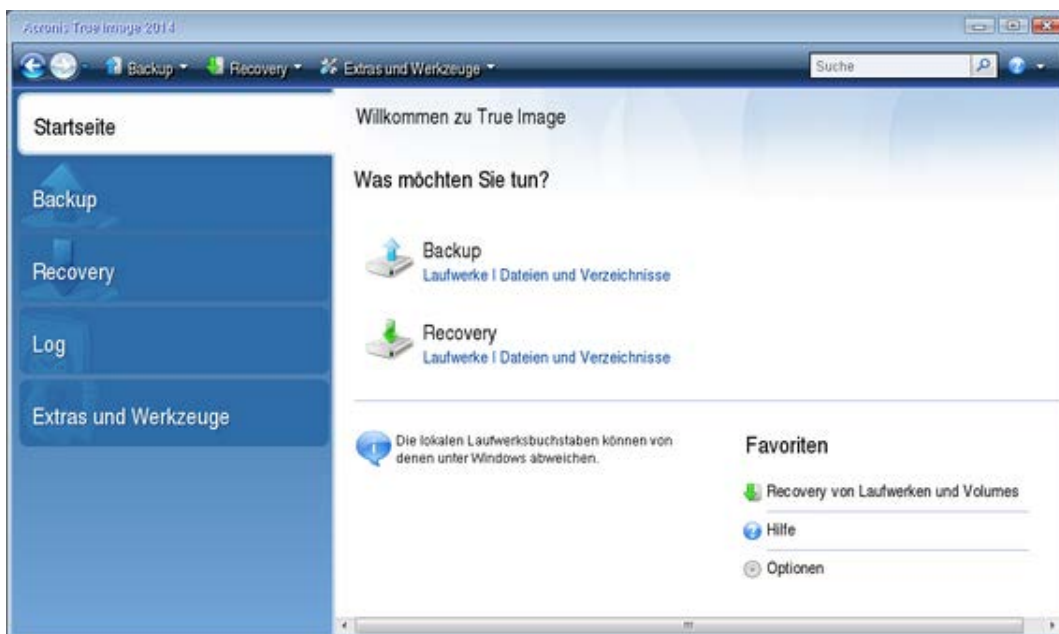 Acronis True Image 2014
Backup Recovery Extras und Werkzeuge Suche
Startseite
Backup
Recovery
Log
Extras und Werkzeuge
Willkommen zu True Image
Was möchten Sie tun?
Backup
Laufwerke | Dateien und Verzeichnisse
Recovery
Laufwerke | Dateien und Verzeichnisse
Die lokalen Laufwerksbuchstaben können von
denen unter Windows abweichen.
Favoriten
Recovery von Laufwerken und Volumes
Hilfe
Optionen